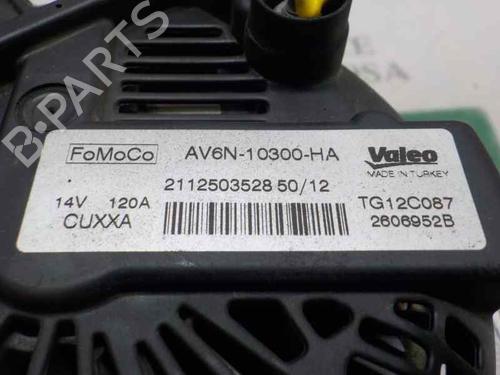 B-PARTS
FoMoCo AV6N-10300-HA Valeo
MADE IN TURKEY
14V 120A 2112503528 50/12 TG12C087
CUXXA 2606952B